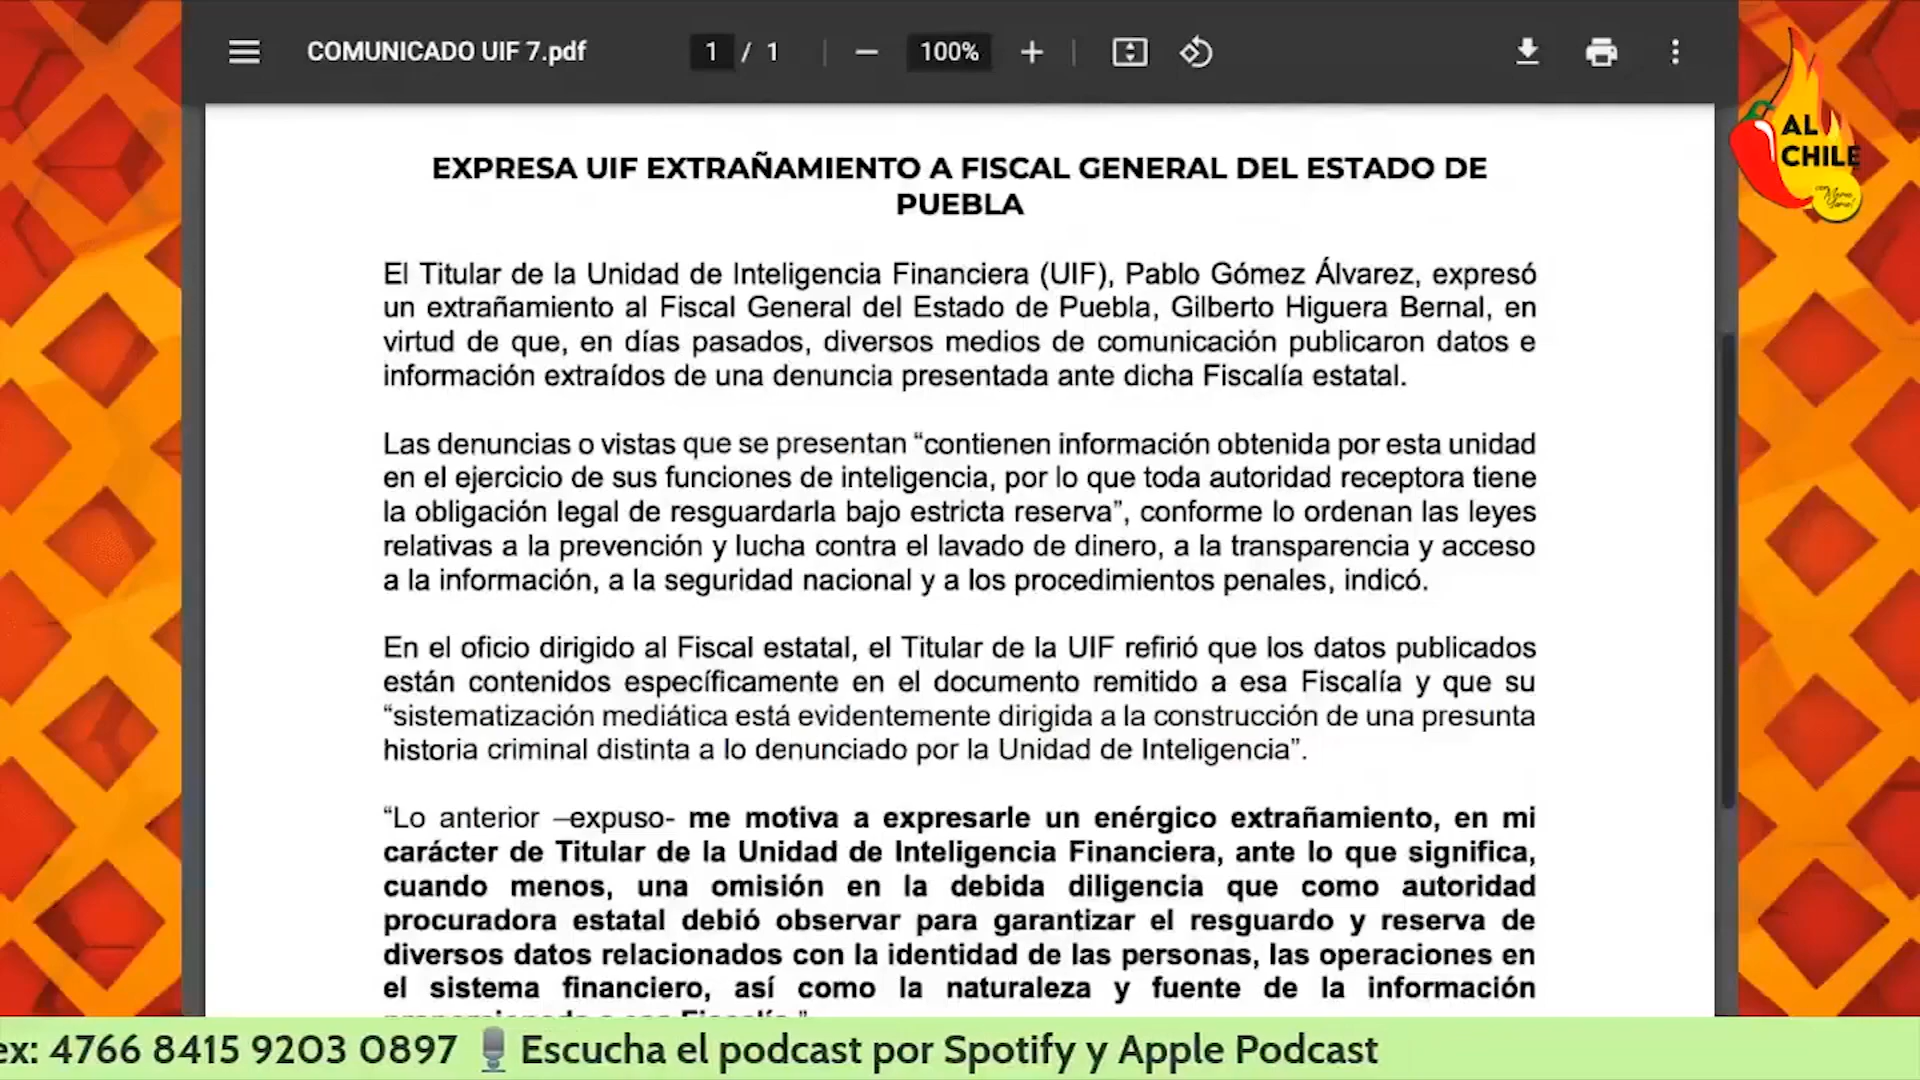 COMUNICADO UIF 7.pdf
1 / 1
100%
AL
CHILE
EXPRESA UIF EXTRAÑAMIENTO A FISCAL GENERAL DEL ESTADO DE
PUEBLA
El Titular de la Unidad de Inteligencia Financiera (UIF), Pablo Gómez Álvarez, expresó
un extrañamiento al Fiscal General del Estado de Puebla, Gilberto Higuera Bernal, en
virtud de que, en días pasados, diversos medios de comunicación publicaron datos e
información extraídos de una denuncia presentada ante dicha Fiscalía estatal.
Las denuncias o vistas que se presentan “contienen información obtenida por esta unidad
en el ejercicio de sus funciones de inteligencia, por lo que toda autoridad receptora tiene
la obligación legal de resguardarla bajo estricta reserva”, conforme lo ordenan las leyes
relativas a la prevención y lucha contra el lavado de dinero, a la transparencia y acceso
a la información, a la seguridad nacional y a los procedimientos penales, indicó.
En el oficio dirigido al Fiscal estatal, el Titular de la UIF refirió que los datos publicados
están contenidos específicamente en el documento remitido a esa Fiscalía y que su
“sistematización mediática está evidentemente dirigida a la construcción de una presunta
historia criminal distinta a lo denunciado por la Unidad de Inteligencia”.
“Lo anterior –expuso- me motiva a expresarle un enérgico extrañamiento, en mi
carácter de Titular de la Unidad de Inteligencia Financiera, ante lo que significa,
cuando menos, una omisión en la debida diligencia que como autoridad
procuradora estatal debió observar para garantizar el resguardo y reserva de
diversos datos relacionados con la identidad de las personas, las operaciones en
el sistema financiero, así como la naturaleza y fuente de la información
ex: 4766 8415 9203 0897 Escucha el podcast por Spotify y Apple Podcast